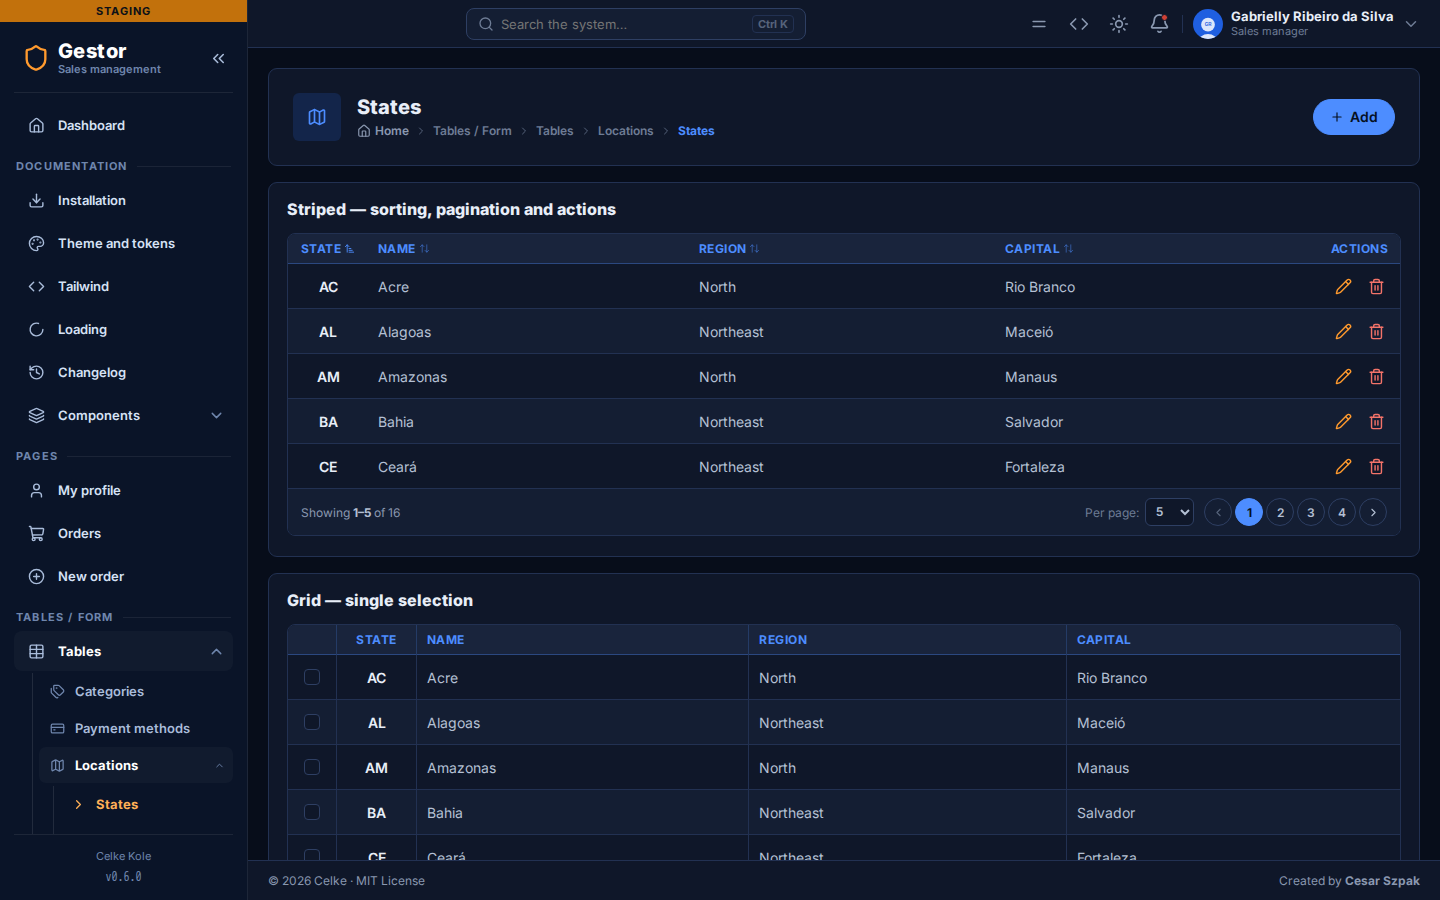 STAGING
Gestor
Sales management
Dashboard
DOCUMENTATION
Installation
Theme and tokens
Tailwind
Loading
Changelog
Components
PAGES
My profile
Orders
New order
TABLES / FORM
Tables
Categories
Payment methods
Locations
States
Celke Kole
v0.6.0
Search the system... Ctrl K
GR
Gabrielly Ribeiro da Silva
Sales manager
States
Home Tables / Form Tables Locations States
+ Add
Striped — sorting, pagination and actions
STATE NAME REGION CAPITAL ACTIONS
AC Acre North Rio Branco
AL Alagoas Northeast Maceió
AM Amazonas North Manaus
BA Bahia Northeast Salvador
CE Ceará Northeast Fortaleza
Showing 1–5 of 16 Per page: 5 1 2 3 4
Grid — single selection
STATE NAME REGION CAPITAL
AC Acre North Rio Branco
AL Alagoas Northeast Maceió
AM Amazonas North Manaus
BA Bahia Northeast Salvador
CE Ceará Northeast Fortaleza
© 2026 Celke · MIT License Created by Cesar Szpak